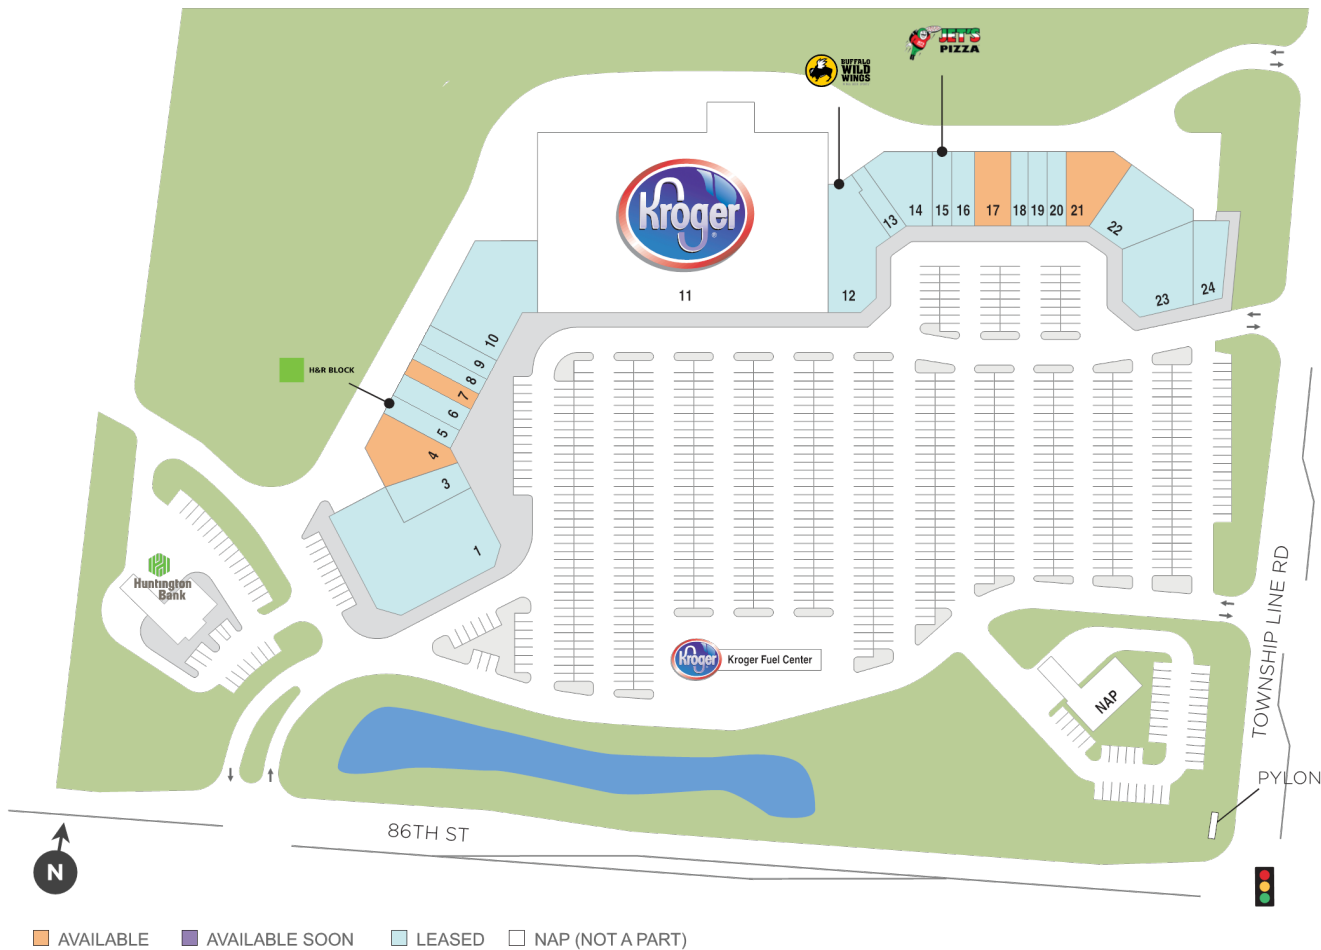 JET'S
PIZZA
BUFFALO
WILD
WINGS
Kroger
11
12
13
14
15
16
17
18
19
20
21
22
23
24
10
9
8
7
6
5
4
3
1
H&R BLOCK
Huntington
Bank
Kroger
Kroger Fuel Center
NAP
TOWNSHIP LINE RD
PYLON
86TH ST
N
AVAILABLE
AVAILABLE SOON
LEASED
NAP (NOT A PART)